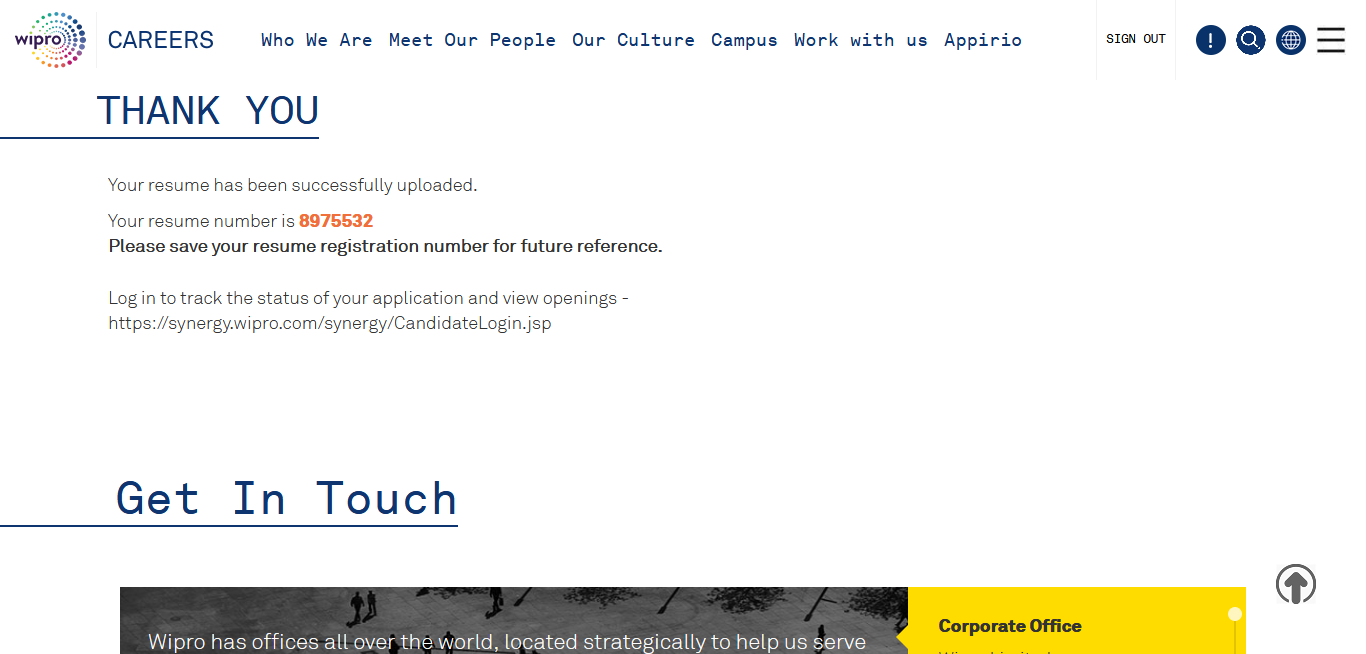 wipro
CAREERS
Who We Are Meet Our People Our Culture Campus Work with us Appirio
SIGN OUT
THANK YOU
Your resume has been successfully uploaded.
Your resume number is 8975532
Please save your resume registration number for future reference.
Log in to track the status of your application and view openings -
https://synergy.wipro.com/synergy/CandidateLogin.jsp
Get In Touch
Wipro has offices all over the world, located strategically to help us serve
Corporate Office